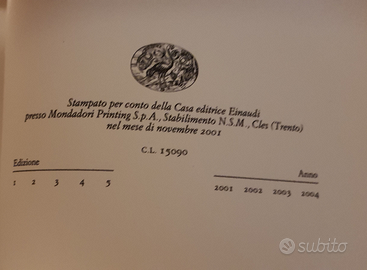 Stampato per conto della Casa editrice Einaudi
presso Mondadori Printing S.p.A., Stabilimento N.S.M., Cles (Trento)
nel mese di novembre 2001
C.L. 15090
Edizione
Anno
1 2 3 4 5
2001 2002 2003 2004
subito